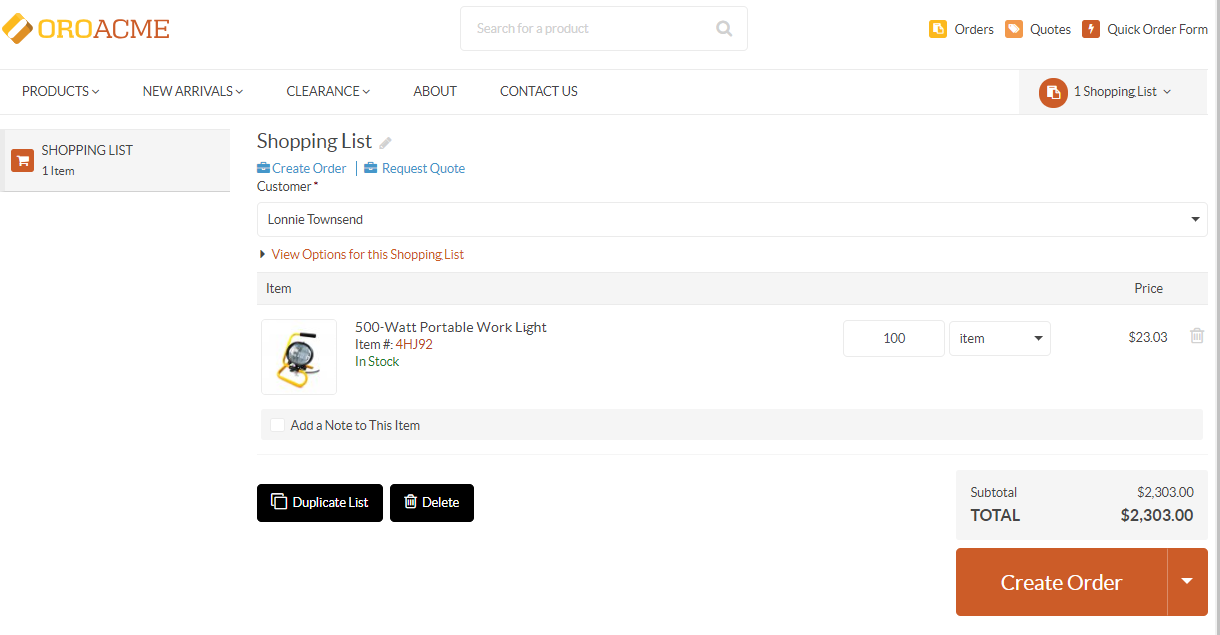 OROACME
Search for a product
Orders
Quotes
Quick Order Form
PRODUCTS
NEW ARRIVALS
CLEARANCE
ABOUT
CONTACT US
1 Shopping List
SHOPPING LIST
1 Item
Shopping List
Create Order | Request Quote
Customer*
Lonnie Townsend
View Options for this Shopping List
Item Price
500-Watt Portable Work Light
Item #: 4HJ92
In Stock
100 item $23.03
Add a Note to This Item
Duplicate List
Delete
Subtotal $2,303.00
TOTAL $2,303.00
Create Order